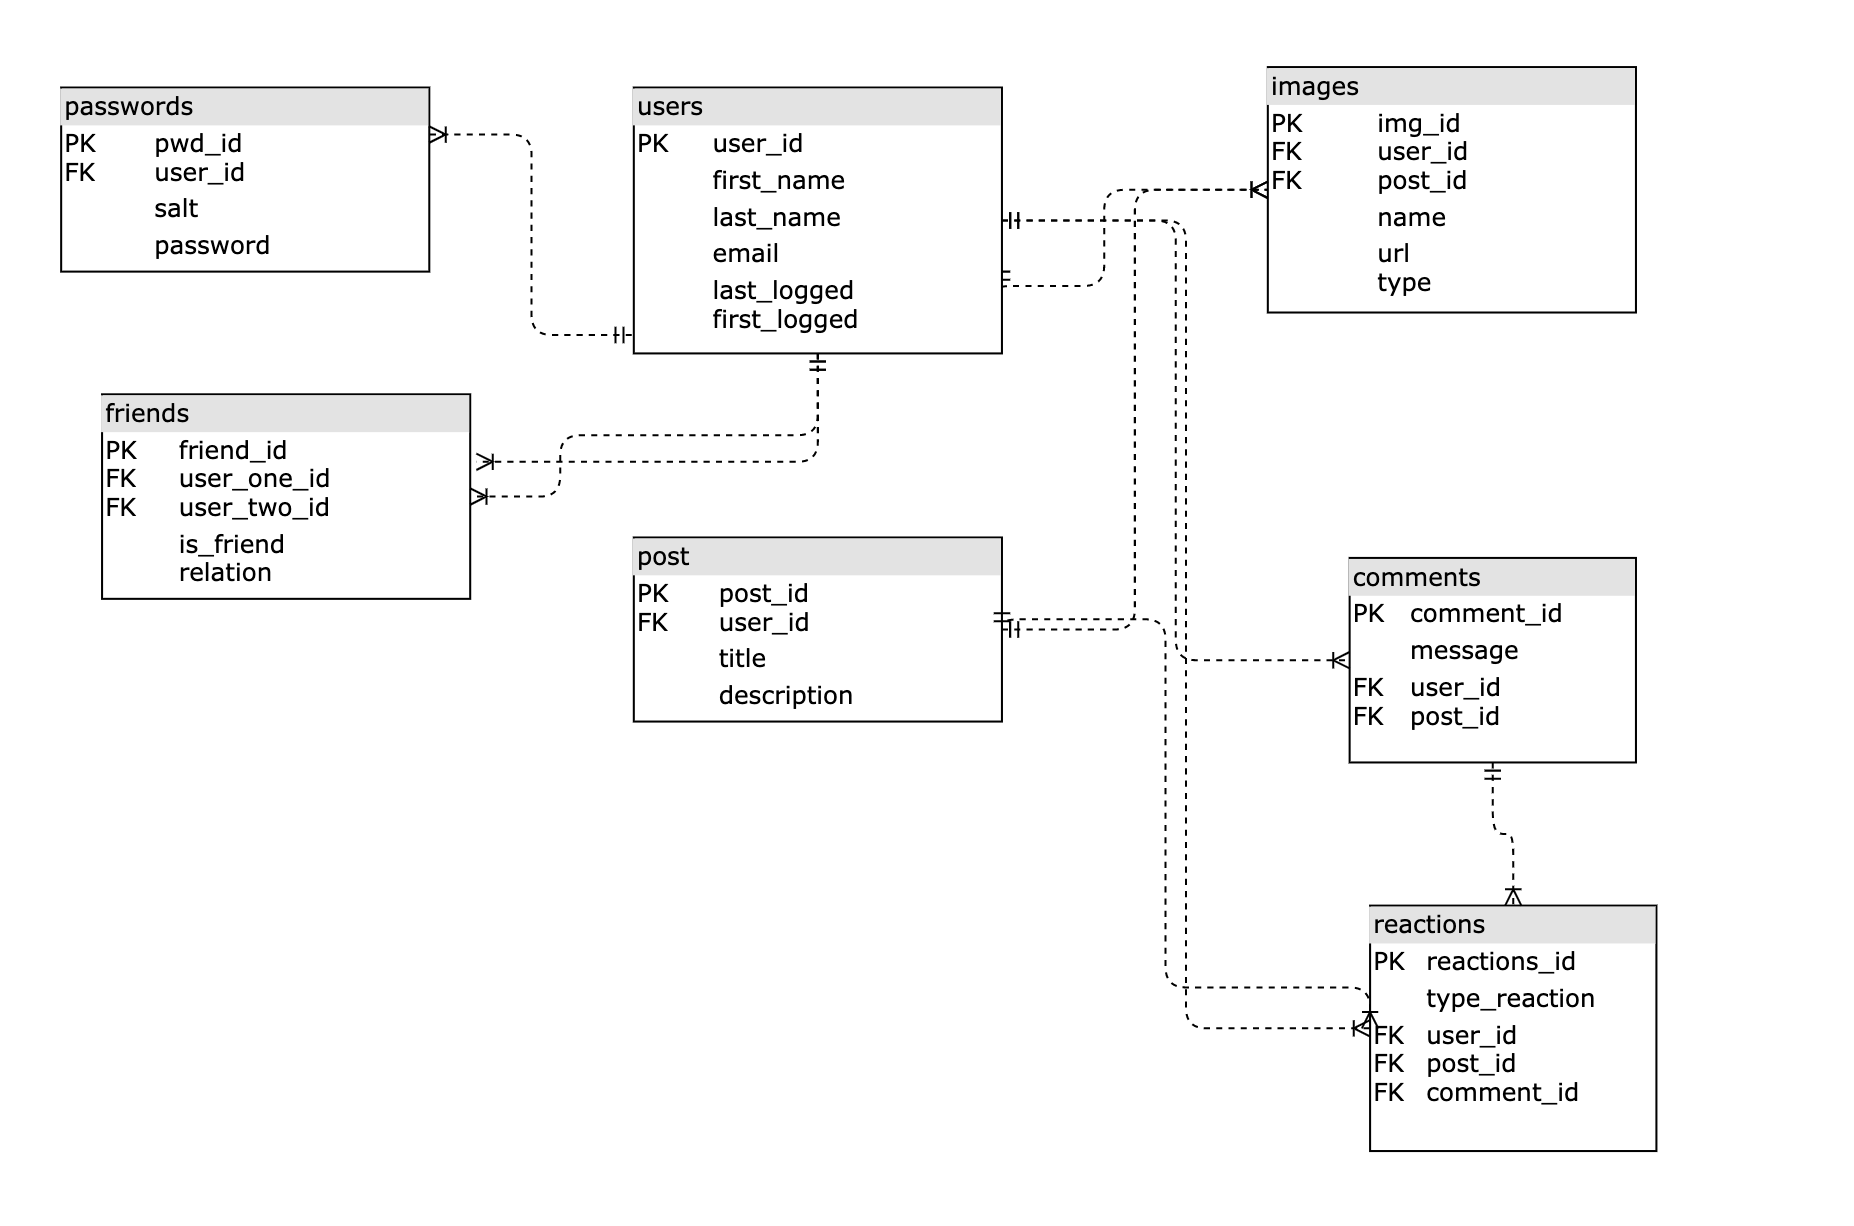 passwords
PK pwd_id
FK user_id
salt
password
users
PK user_id
first_name
last_name
email
last_logged
first_logged
images
PK img_id
FK user_id
FK post_id
name
url
type
friends
PK friend_id
FK user_one_id
FK user_two_id
is_friend
relation
post
PK post_id
FK user_id
title
description
comments
PK comment_id
message
FK user_id
FK post_id
reactions
PK reactions_id
type_reaction
FK user_id
FK post_id
FK comment_id